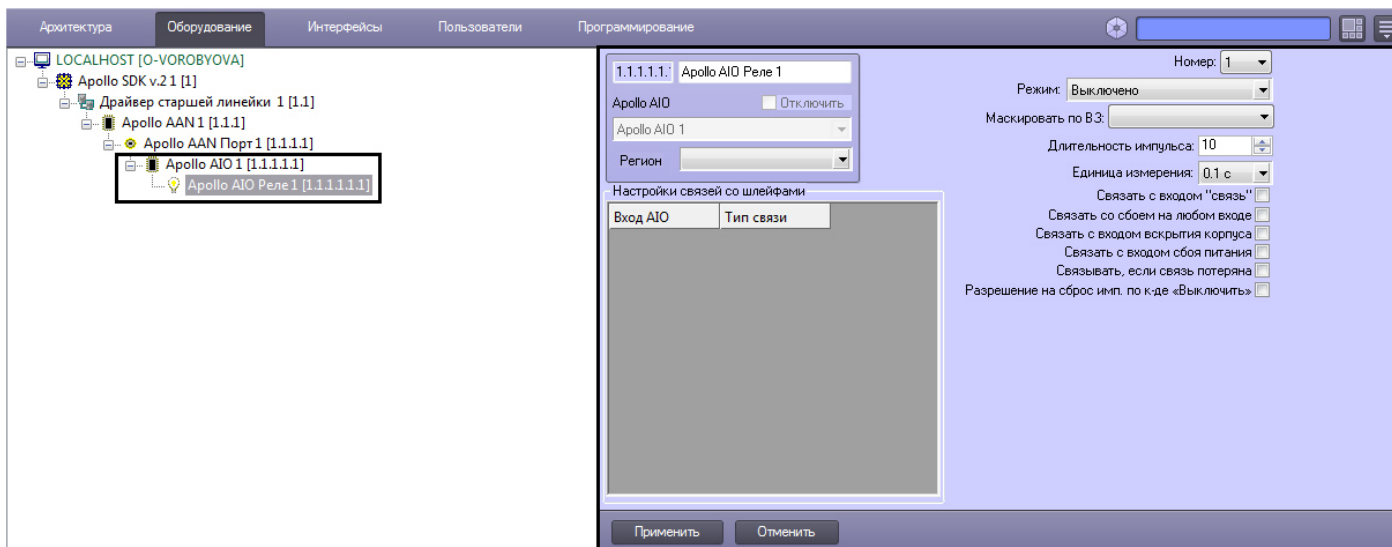 Архитектура Оборудование Интерфейсы Пользователи Программирование
LOCALHOST [O-VOROBYOVA]
Apollo SDK v.2 1 [1]
Драйвер старшей линейки 1 [1.1]
Apollo AAN 1 [1.1.1]
Apollo AAN Порт 1 [1.1.1.1]
Apollo AIO 1 [1.1.1.1.1]
Apollo AIO Реле 1 [1.1.1.1.1.1]
1.1.1.1.1. Apollo AIO Реле 1
Apollo AIO Отключить
Apollo AIO 1
Регион
Настройки связей со шлейфами
Вход AIO Тип связи
Номер: 1
Режим: Выключено
Маскировать по ВЗ:
Длительность импульса: 10
Единица измерения: 0.1 с
Связать с входом "связь"
Связать со сбоем на любом входе
Связать с входом вскрытия корпуса
Связать с входом сбоя питания
Связывать, если связь потеряна
Разрешение на сброс имп. по к-де «Выключить»
Применить Отменить